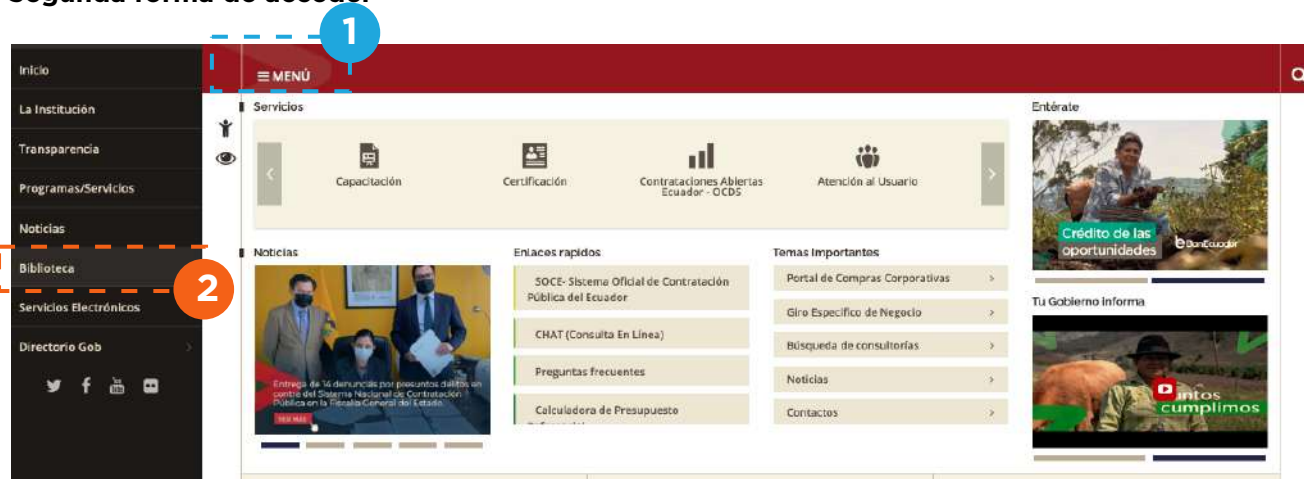 Segunda forma de acceder
1
Inicio
La Institución
Transparencia
Programas/Servicios
Noticias
Biblioteca
2
Servicios Electrónicos
Directorio Gob
MENÚ
Servicios
Capacitación
Certificación
Contrataciones Abiertas
Ecuador - OCDS
Atención al Usuario
Noticias
Entrega de 14 denuncias por presuntos delitos en
contra del Sistema Nacional de Contratación
Pública en la Fiscalía General del Estado.
VER MÁS
Enlaces rapidos
SOCE- Sistema Oficial de Contratación
Pública del Ecuador
CHAT (Consulta En Línea)
Preguntas frecuentes
Calculadora de Presupuesto
Temas Importantes
Portal de Compras Corporativas
Giro Específico de Negocio
Búsqueda de consultorías
Noticias
Contactos
Entérate
Crédito de las
oportunidades
BanEcuador
Tu Gobierno informa
untos
cumplimos